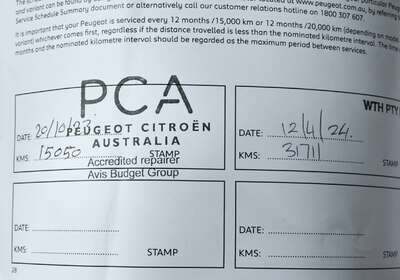 and variant) can be found by
located at www.peugeot.com.au, by referring
Service Schedule Summary document or alternatively call our customer relations hotline on 1800 307 607.
It is important that your Peugeot is serviced every 12 months /15,000 km or 12 months /20,000 km (depending on model
variant) whichever comes first, regardless if the distance travelled is less than the nominated kilometre interval. The time
months and the nominated kilometre interval should be regarded as the maximum period between services.
PCA
PEUGEOT CITROËN
AUSTRALIA
DATE: 20/10/23
KMS: 15050 STAMP
Accredited repairer
Avis Budget Group
WTH PTY
DATE: 12/4/24.
KMS: 31711 STAMP
DATE:
KMS: STAMP
DATE:
KMS: STAMP
28